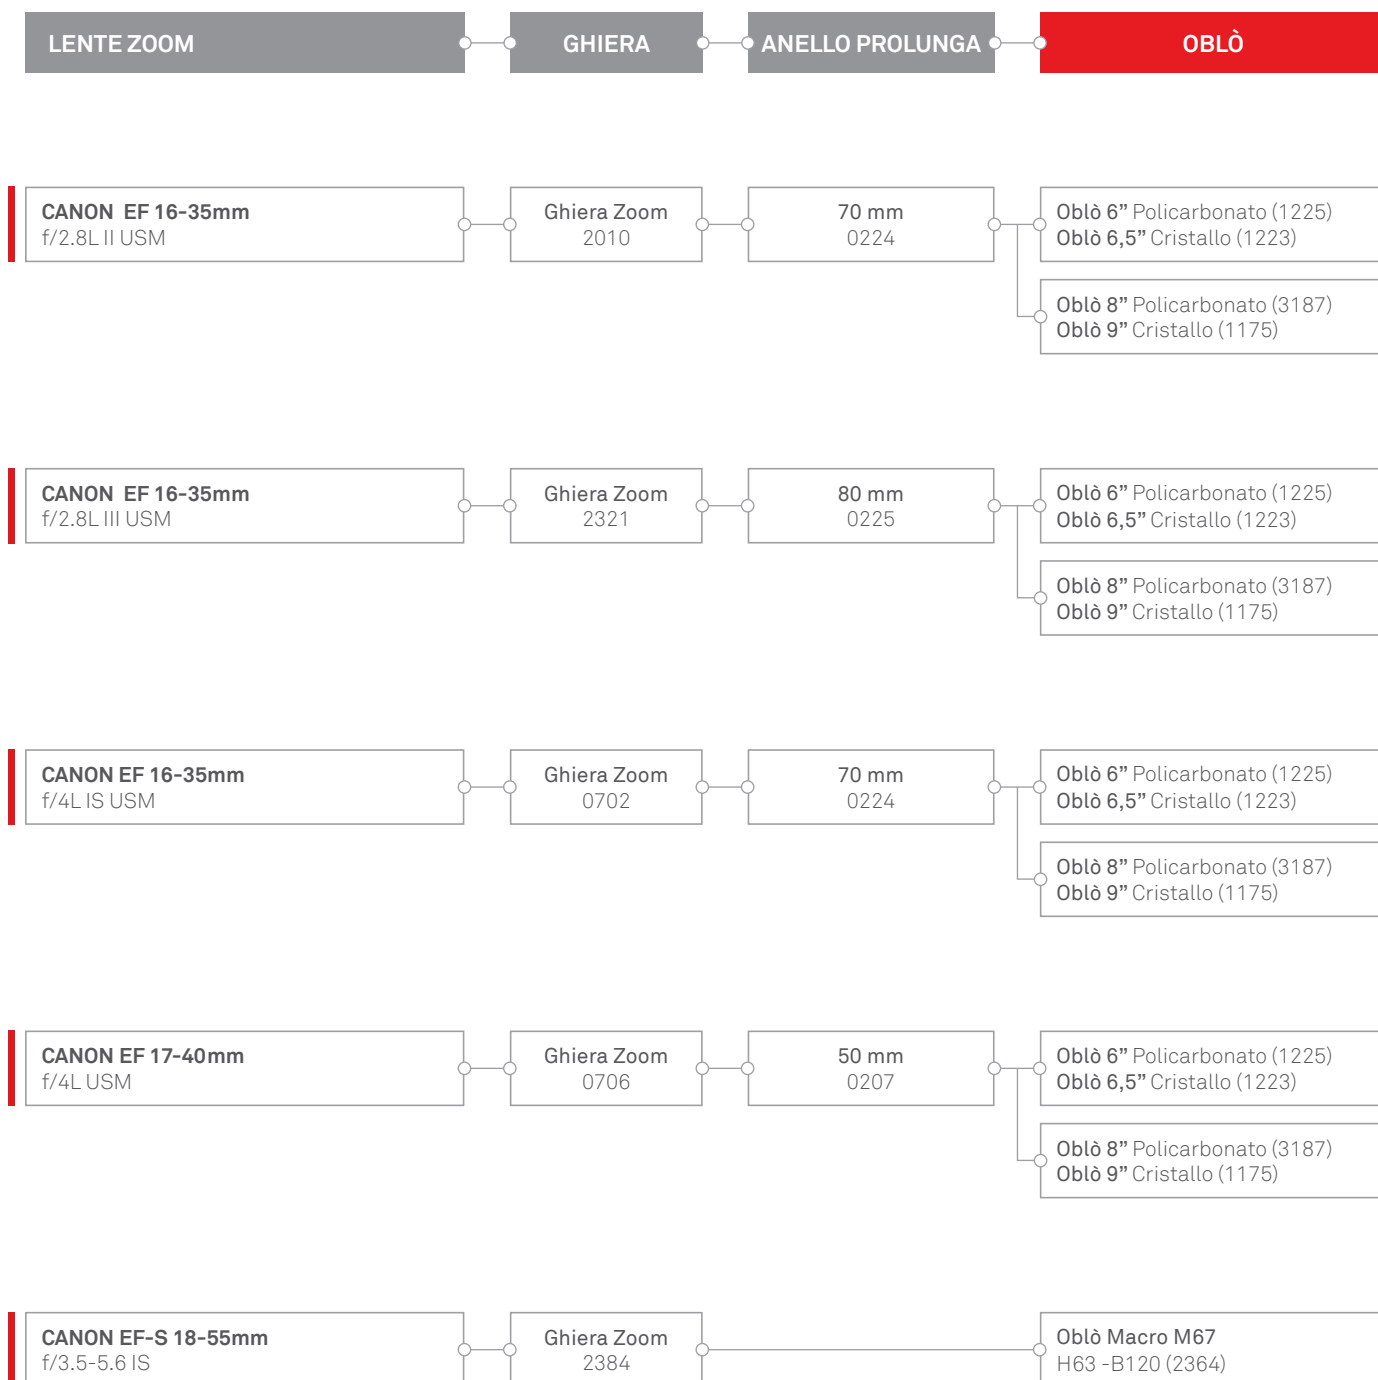 LENTE ZOOM GHIERA ANELLO PROLUNGA OBLÒ
CANON EF 16-35mm
f/2.8L II USM
Ghiera Zoom
2010
70 mm
0224
Oblò 6” Policarbonato (1225)
Oblò 6,5” Cristallo (1223)
Oblò 8” Policarbonato (3187)
Oblò 9” Cristallo (1175)
CANON EF 16-35mm
f/2.8L III USM
Ghiera Zoom
2321
80 mm
0225
Oblò 6” Policarbonato (1225)
Oblò 6,5” Cristallo (1223)
Oblò 8” Policarbonato (3187)
Oblò 9” Cristallo (1175)
CANON EF 16-35mm
f/4L IS USM
Ghiera Zoom
0702
70 mm
0224
Oblò 6” Policarbonato (1225)
Oblò 6,5” Cristallo (1223)
Oblò 8” Policarbonato (3187)
Oblò 9” Cristallo (1175)
CANON EF 17-40mm
f/4L USM
Ghiera Zoom
0706
50 mm
0207
Oblò 6” Policarbonato (1225)
Oblò 6,5” Cristallo (1223)
Oblò 8” Policarbonato (3187)
Oblò 9” Cristallo (1175)
CANON EF-S 18-55mm
f/3.5-5.6 IS
Ghiera Zoom
2384
Oblò Macro M67
H63 -B120 (2364)